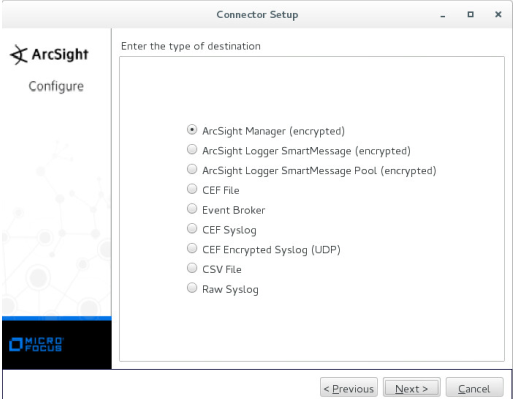 Connector Setup
ArcSight
Configure
Enter the type of destination
ArcSight Manager (encrypted)
ArcSight Logger SmartMessage (encrypted)
ArcSight Logger SmartMessage Pool (encrypted)
CEF File
Event Broker
CEF Syslog
CEF Encrypted Syslog (UDP)
CSV File
Raw Syslog
MICRO
FOCUS
< Previous
Next >
Cancel